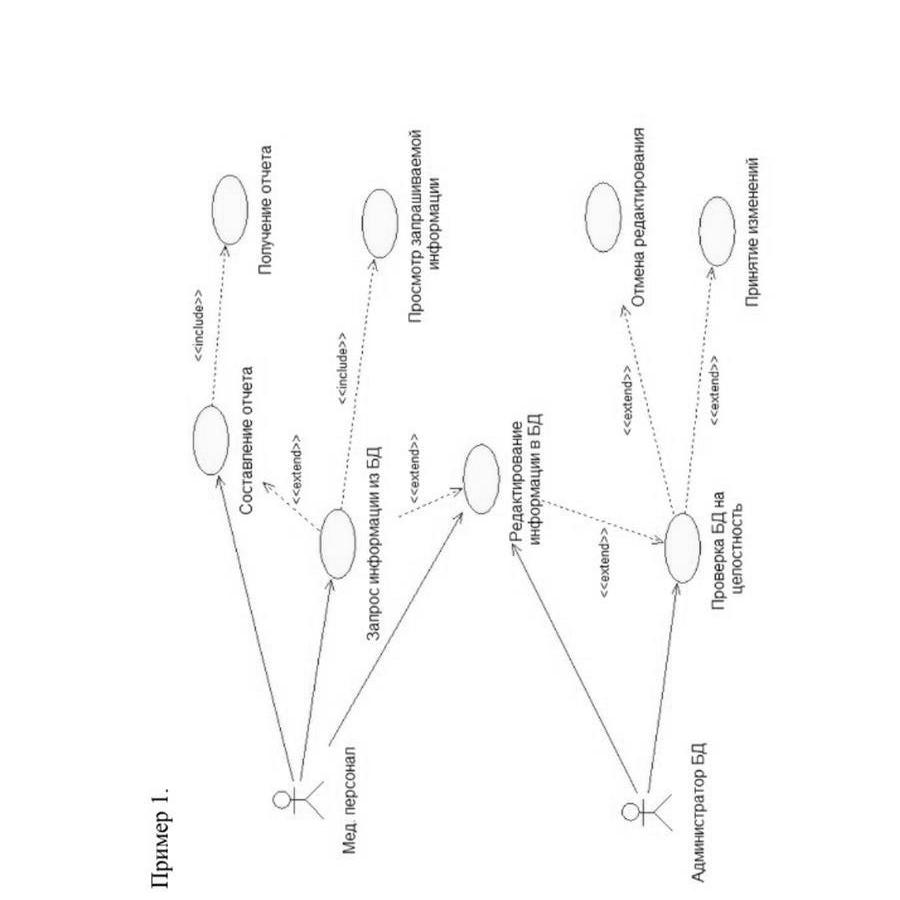 Пример 1.
<<include>>
Получение отчета
Составление отчета
<<extend>>
<<include>>
Просмотр запрашиваемой
информации
Запрос информации из БД
<<extend>>
Мед. персонал
Редактирование
информации в БД
<<extend>>
<<extend>>
Отмена редактирования
<<extend>>
Принятие изменений
Проверка БД на
целостность
Администратор БД